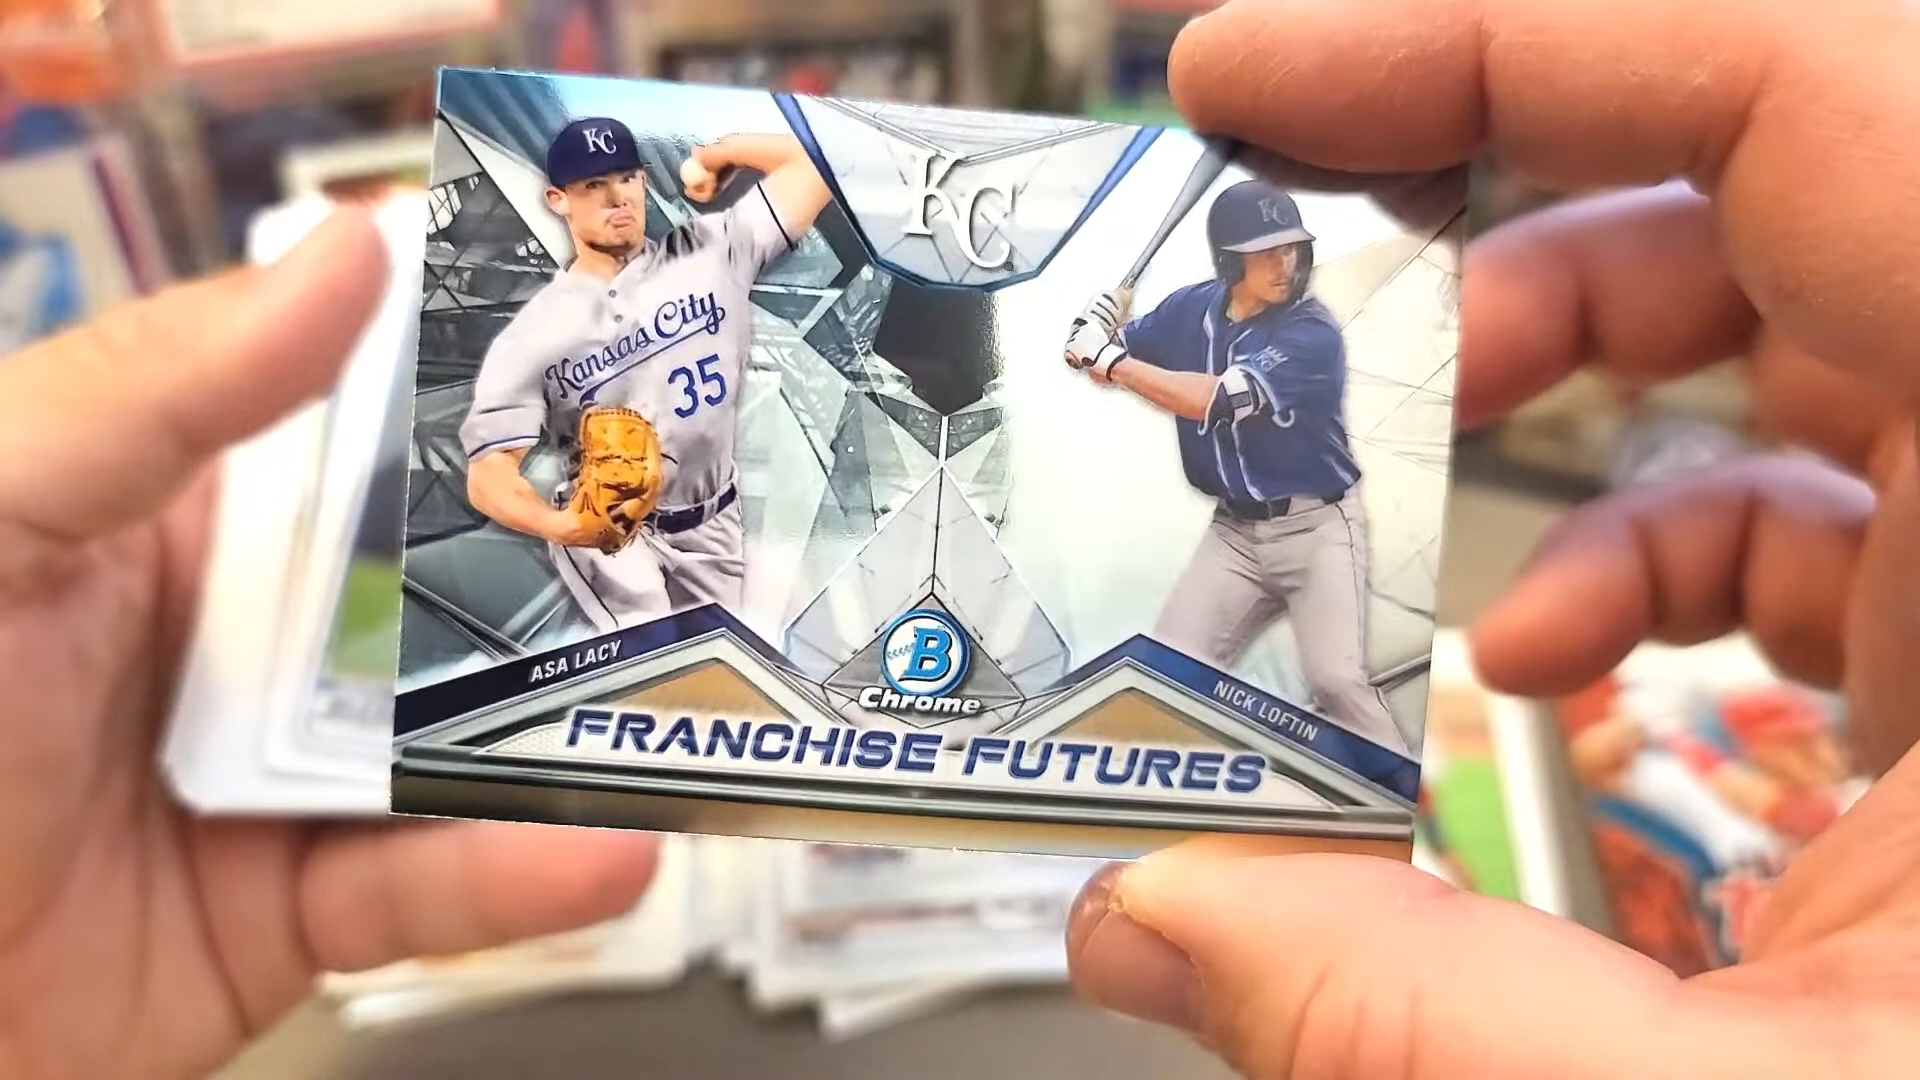 KC
KC
KC
Kansas City
35
ASA LACY
B
Chrome
NICK LOFTIN
FRANCHISE FUTURES